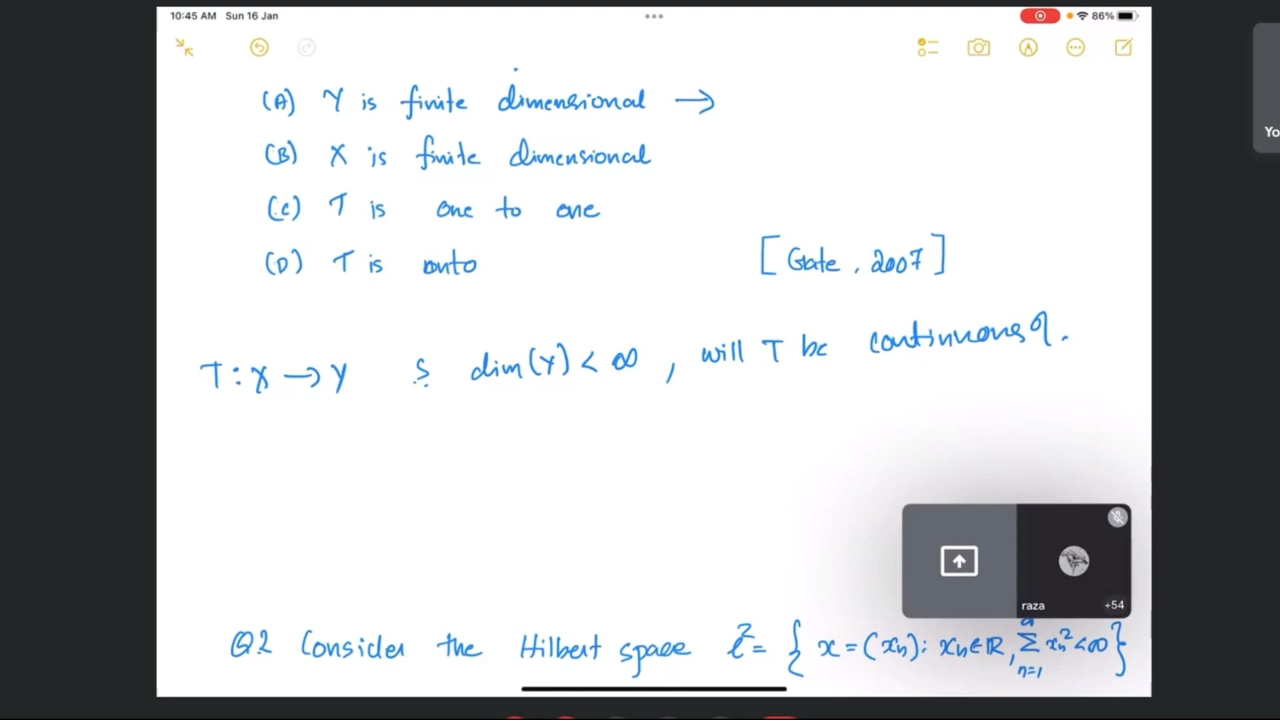 10:45 AM Sun 16 Jan
86%
(A) Y is finite dimensional →
(B) X is finite dimensional
(C) T is one to one
(D) T is onto
[Gate, 2007]
T: X → Y & dim(Y) < ∞, will T be continuous?
Yo
raza
+54
Q2 Consider the Hilbert space l² = { x = (xn): xn ∈ ℝ, ∑ n=1 xn² < ∞ }